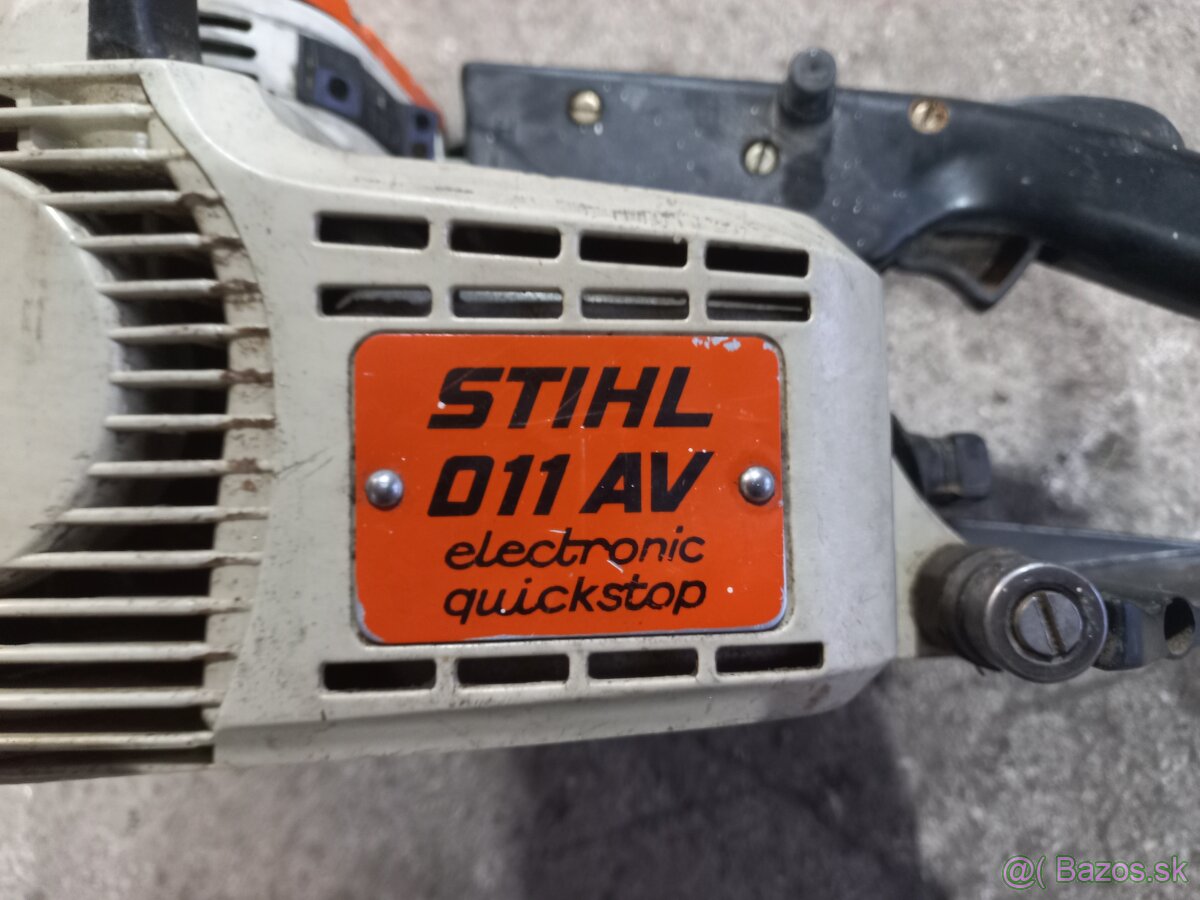 STIHL
011 AV
electronic
quickstop
@( Bazos.sk